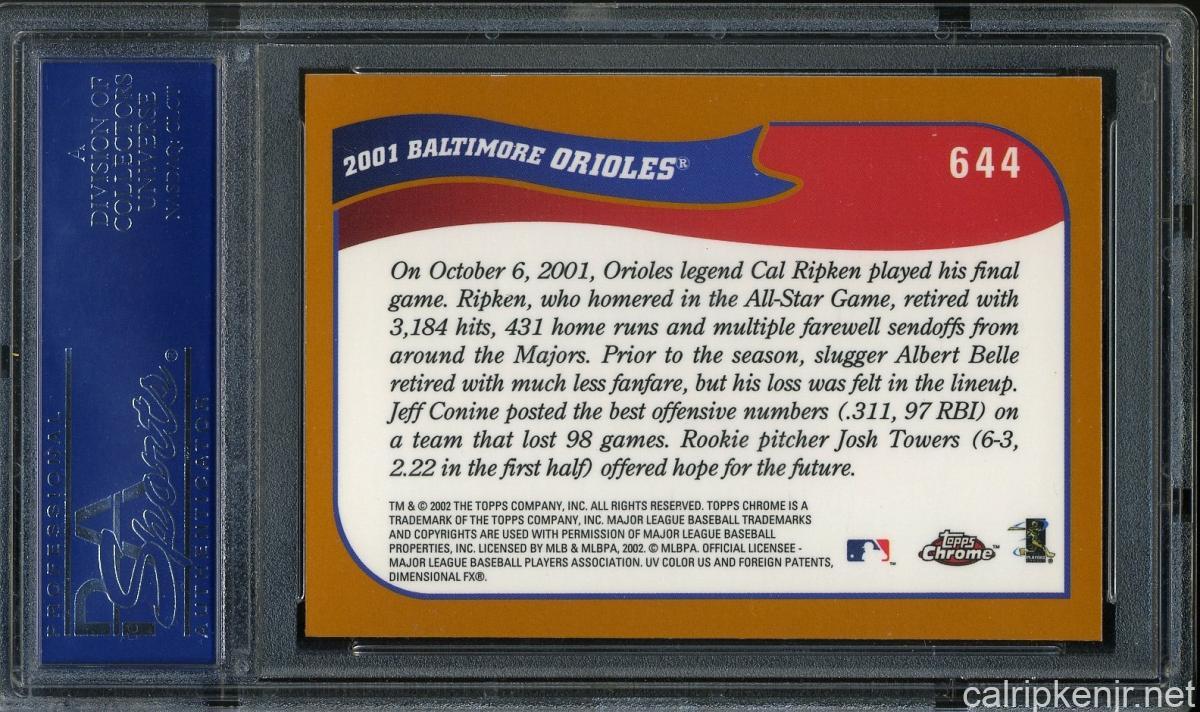 A
DIVISION OF
COLLECTORS
UNIVERSE
NASDAQ: CLCT
PROFESSIONAL
PSA
Sports®
AUTHENTICATOR
2001 BALTIMORE ORIOLES®
644
On October 6, 2001, Orioles legend Cal Ripken played his final
game. Ripken, who homered in the All-Star Game, retired with
3,184 hits, 431 home runs and multiple farewell sendoffs from
around the Majors. Prior to the season, slugger Albert Belle
retired with much less fanfare, but his loss was felt in the lineup.
Jeff Conine posted the best offensive numbers (.311, 97 RBI) on
a team that lost 98 games. Rookie pitcher Josh Towers (6-3,
2.22 in the first half) offered hope for the future.
TM & © 2002 THE TOPPS COMPANY, INC. ALL RIGHTS RESERVED. TOPPS CHROME IS A
TRADEMARK OF THE TOPPS COMPANY, INC. MAJOR LEAGUE BASEBALL TRADEMARKS
AND COPYRIGHTS ARE USED WITH PERMISSION OF MAJOR LEAGUE BASEBALL
PROPERTIES, INC. LICENSED BY MLB & MLBPA, 2002. © MLBPA. OFFICIAL LICENSEE -
MAJOR LEAGUE BASEBALL PLAYERS ASSOCIATION. UV COLOR US AND FOREIGN PATENTS,
DIMENSIONAL FX®.
Topps
Chrome™
calripkenjr.net